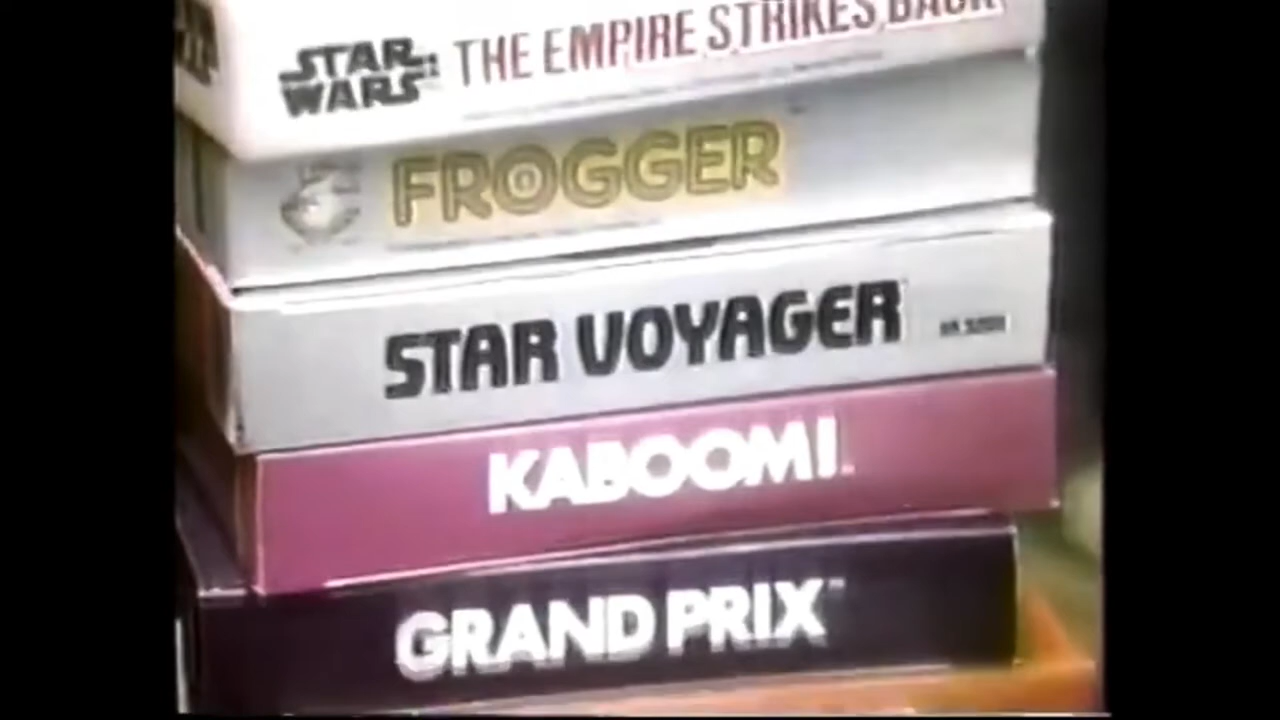 STAR WARS: THE EMPIRE STRIKES BACK
FROGGER
STAR VOYAGER
KABOOM!
GRAND PRIX